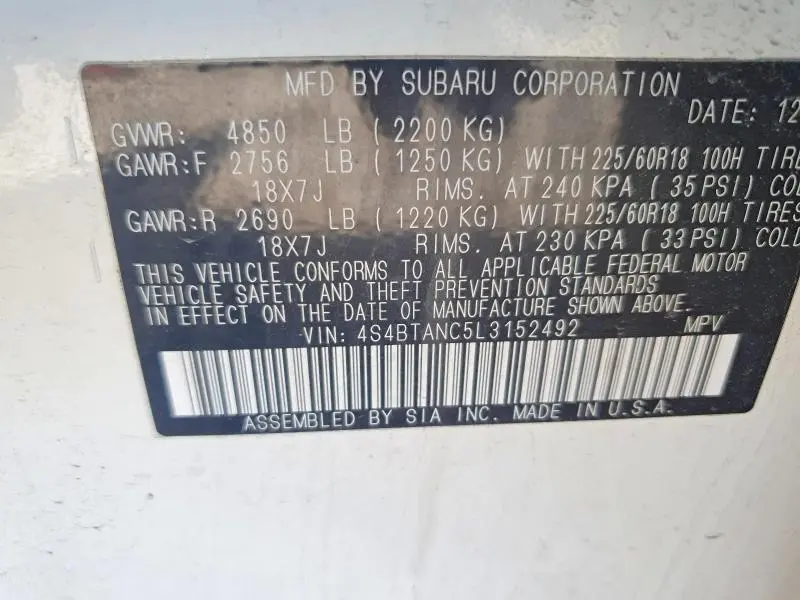 MFD BY SUBARU CORPORATION
DATE: 12
GVWR: 4850 LB ( 2200 KG)
GAWR:F 2756 LB ( 1250 KG) WITH 225/60R18 100H TIRE
18X7J RIMS. AT 240 KPA ( 35 PSI) COL
GAWR:R 2690 LB ( 1220 KG) WITH 225/60R18 100H TIRES
18X7J RIMS. AT 230 KPA ( 33 PSI) COLD
THIS VEHICLE CONFORMS TO ALL APPLICABLE FEDERAL MOTOR
VEHICLE SAFETY AND THEFT PREVENTION STANDARDS
IN EFFECT ON THE DATE OF MANUFACTURE SHOWN ABOVE.
VIN: 4S4BTANC5L3152492 MPV
ASSEMBLED BY SIA INC. MADE IN U.S.A.